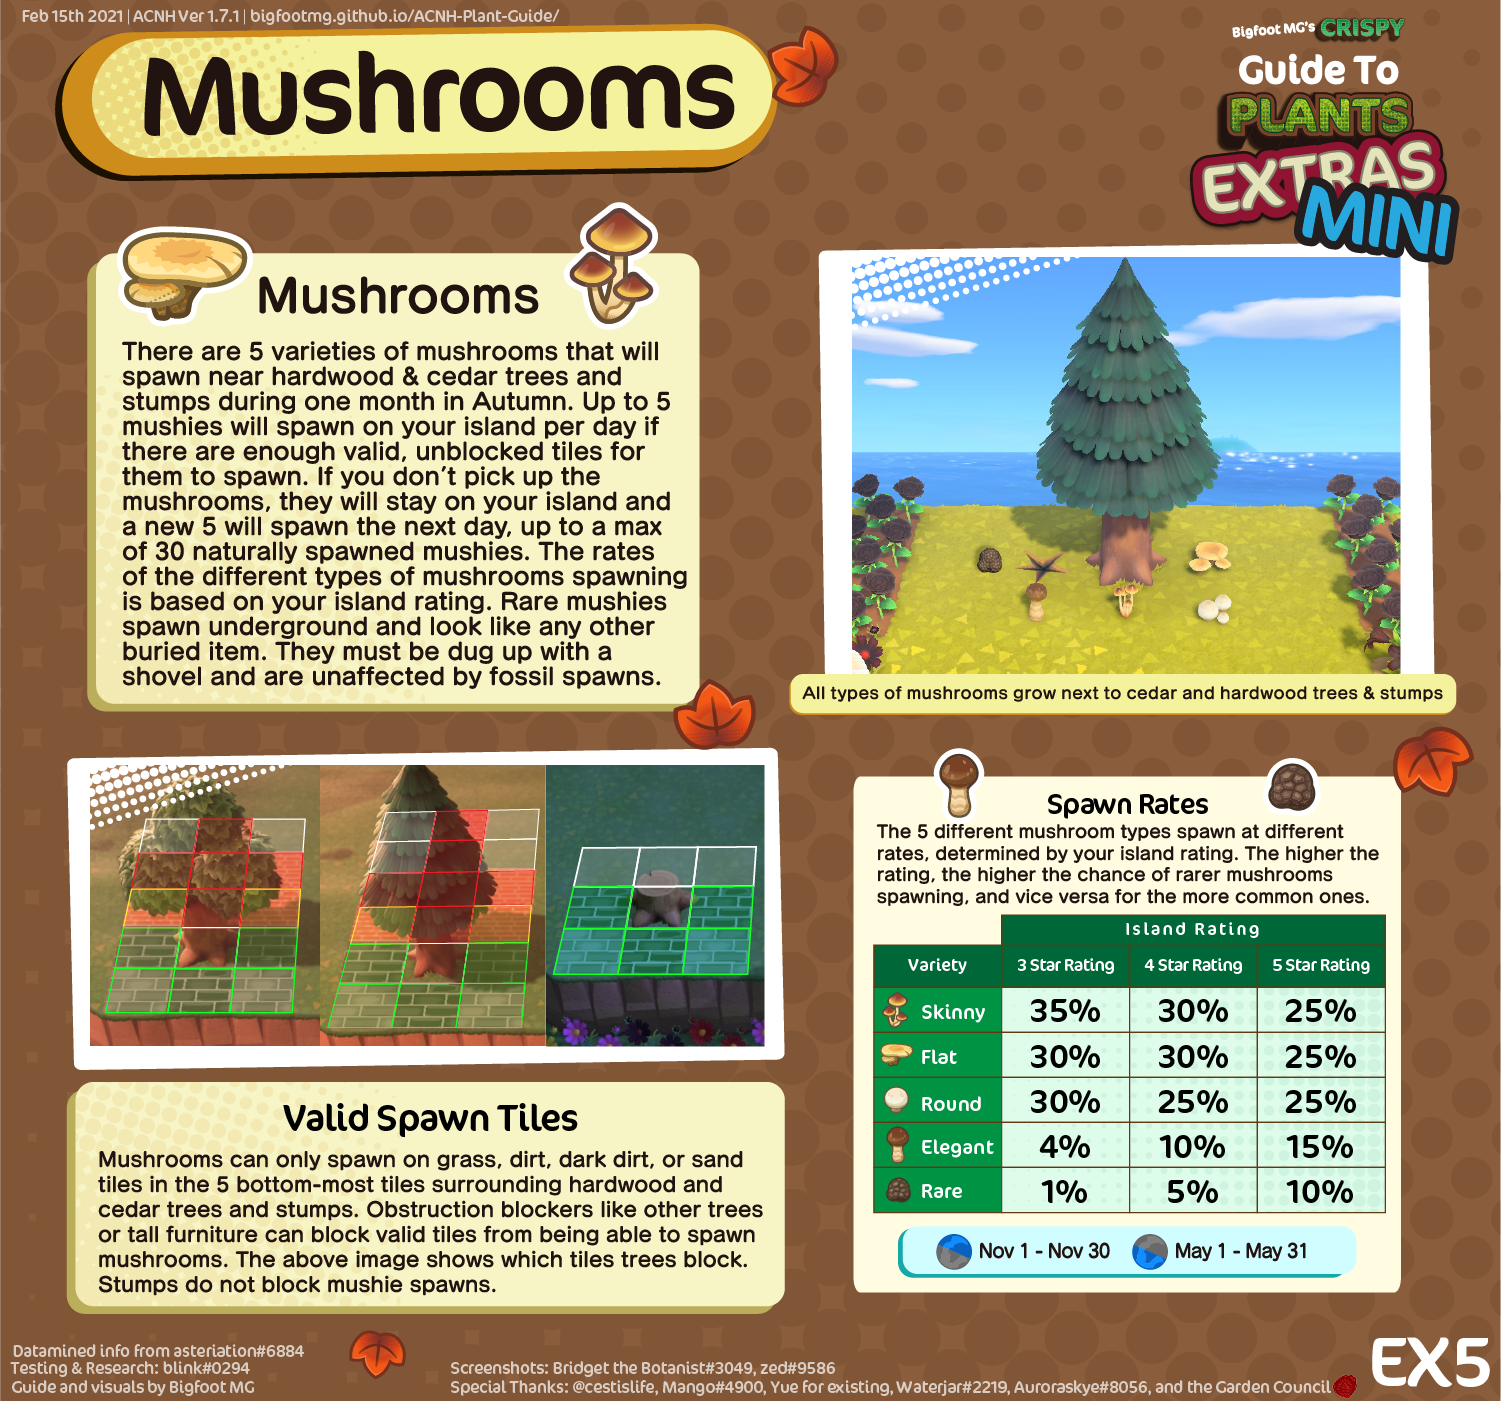 Feb 15th 2021 | ACNH Ver 1.7.1 | bigfootmg.github.io/ACNH-Plant-Guide/
Mushrooms
Bigfoot MG's CRISPY
Guide To
PLANTS
EXTRAS
MINI
Mushrooms
There are 5 varieties of mushrooms that will
spawn near hardwood & cedar trees and
stumps during one month in Autumn. Up to 5
mushies will spawn on your island per day if
there are enough valid, unblocked tiles for
them to spawn. If you don't pick up the
mushrooms, they will stay on your island and
a new 5 will spawn the next day, up to a max
of 30 naturally spawned mushies. The rates
of the different types of mushrooms spawning
is based on your island rating. Rare mushies
spawn underground and look like any other
buried item. They must be dug up with a
shovel and are unaffected by fossil spawns.
All types of mushrooms grow next to cedar and hardwood trees & stumps
Valid Spawn Tiles
Mushrooms can only spawn on grass, dirt, dark dirt, or sand
tiles in the 5 bottom-most tiles surrounding hardwood and
cedar trees and stumps. Obstruction blockers like other trees
or tall furniture can block valid tiles from being able to spawn
mushrooms. The above image shows which tiles trees block.
Stumps do not block mushie spawns.
Spawn Rates
The 5 different mushroom types spawn at different
rates, determined by your island rating. The higher the
rating, the higher the chance of rarer mushrooms
spawning, and vice versa for the more common ones.
Island Rating
Variety 3 Star Rating 4 Star Rating 5 Star Rating
Skinny 35% 30% 25%
Flat 30% 30% 25%
Round 30% 25% 25%
Elegant 4% 10% 15%
Rare 1% 5% 10%
Nov 1 - Nov 30 May 1 - May 31
Datamined info from asteriation#6884
Testing & Research: blink#0294
Guide and visuals by Bigfoot MG
Screenshots: Bridget the Botanist#3049, zed#9586
Special Thanks: @cestislife, Mango#4900, Yue for existing, Waterjar#2219, Auroraskye#8056, and the Garden Council
EX5